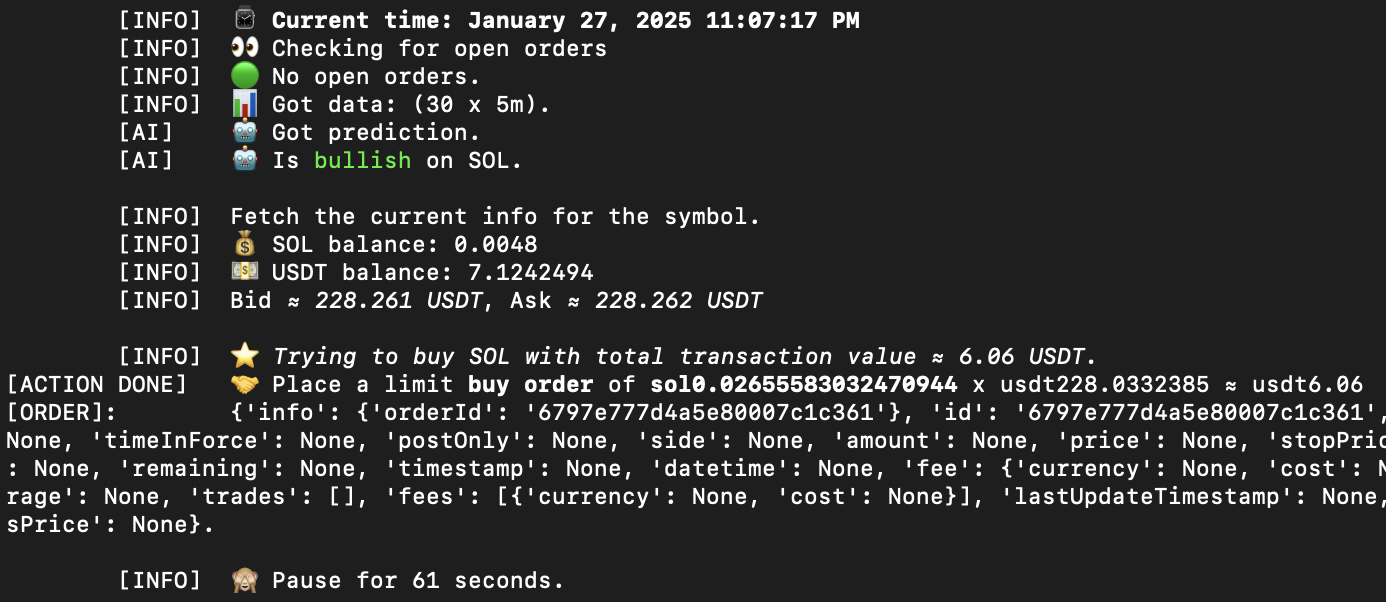 [INFO] Current time: January 27, 2025 11:07:17 PM
[INFO] 👀 Checking for open orders
[INFO] 🟢 No open orders.
[INFO] 📊 Got data: (30 x 5m).
[AI] 🤖 Got prediction.
[AI] 🤖 Is bullish on SOL.
[INFO] Fetch the current info for the symbol.
[INFO] 💰 SOL balance: 0.0048
[INFO] 💵 USDT balance: 7.1242494
[INFO] Bid ≈ 228.261 USDT, Ask ≈ 228.262 USDT
[INFO] ⭐ Trying to buy SOL with total transaction value ≈ 6.06 USDT.
[ACTION DONE] 🤝 Place a limit buy order of sol0.02655583032470944 x usdt228.0332385 ≈ usdt6.06
[ORDER]: {'info': {'orderId': '6797e777d4a5e80007c1c361'}, 'id': '6797e777d4a5e80007c1c361',
None, 'timeInForce': None, 'postOnly': None, 'side': None, 'amount': None, 'price': None, 'stopPric
: None, 'remaining': None, 'timestamp': None, 'datetime': None, 'fee': {'currency': None, 'cost': N
rage': None, 'trades': [], 'fees': [{'currency': None, 'cost': None}], 'lastUpdateTimestamp': None,
sPrice': None}.
[INFO] 🙈 Pause for 61 seconds.